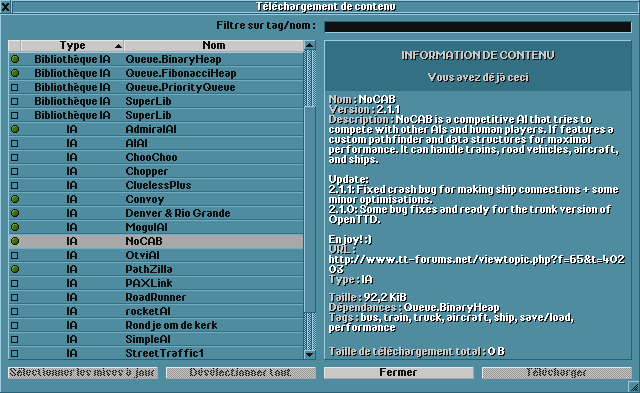 Téléchargement de contenu
Filtre sur tag/nom :
Type Nom
Bibliothèque IA Queue.BinaryHeap
Bibliothèque IA Queue.FibonacciHeap
Bibliothèque IA Queue.PriorityQueue
Bibliothèque IA SuperLib
Bibliothèque IA SuperLib
IA AdmiralAI
IA AIAI
IA ChooChoo
IA Chopper
IA CluelessPlus
IA Convoy
IA Denver & Rio Grande
IA MogulAI
IA NoCAB
IA OtviAI
IA PathZilla
IA PAXLink
IA RoadRunner
IA rocketAI
IA Rondje om de kerk
IA SimpleAI
IA StreetTraffic1
Sélectionner les mises à jour
Désélectionner tout
INFORMATION DE CONTENU
Vous avez déjà ceci
Nom : NoCAB
Version : 2.1.1
Description : NoCAB is a competitive AI that tries to
compete with other AIs and human players. If features a
custom pathfinder and data structures for maximal
performance. It can handle trains, road vehicles, aircraft,
and ships.
Update:
2.1.1: Fixed crash bug for making ship connections + some
minor optimisations.
2.1.0: Some bug fixes and ready for the trunk version of
OpenTTD.
Enjoy! :)
URL :
http://www.tt-forums.net/viewtopic.php?f=65&t=402
03
Type : IA
Taille : 92,2 KiB
Dépendances : Queue.BinaryHeap
Tags : bus, train, truck, aircraft, ship, save/load,
performance
Taille de téléchargement total : 0 B
Fermer
Télécharger